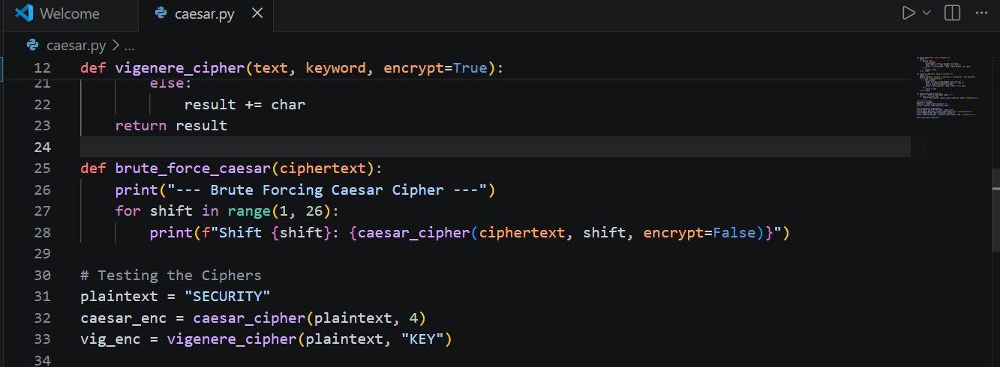 Welcome
caesar.py
caesar.py > ...
12 def vigenere_cipher(text, keyword, encrypt=True):
21         else:
22             result += char
23     return result
24
25 def brute_force_caesar(ciphertext):
26     print("--- Brute Forcing Caesar Cipher ---")
27     for shift in range(1, 26):
28         print(f"Shift {shift}: {caesar_cipher(ciphertext, shift, encrypt=False)}")
29
30 # Testing the Ciphers
31 plaintext = "SECURITY"
32 caesar_enc = caesar_cipher(plaintext, 4)
33 vig_enc = vigenere_cipher(plaintext, "KEY")
34